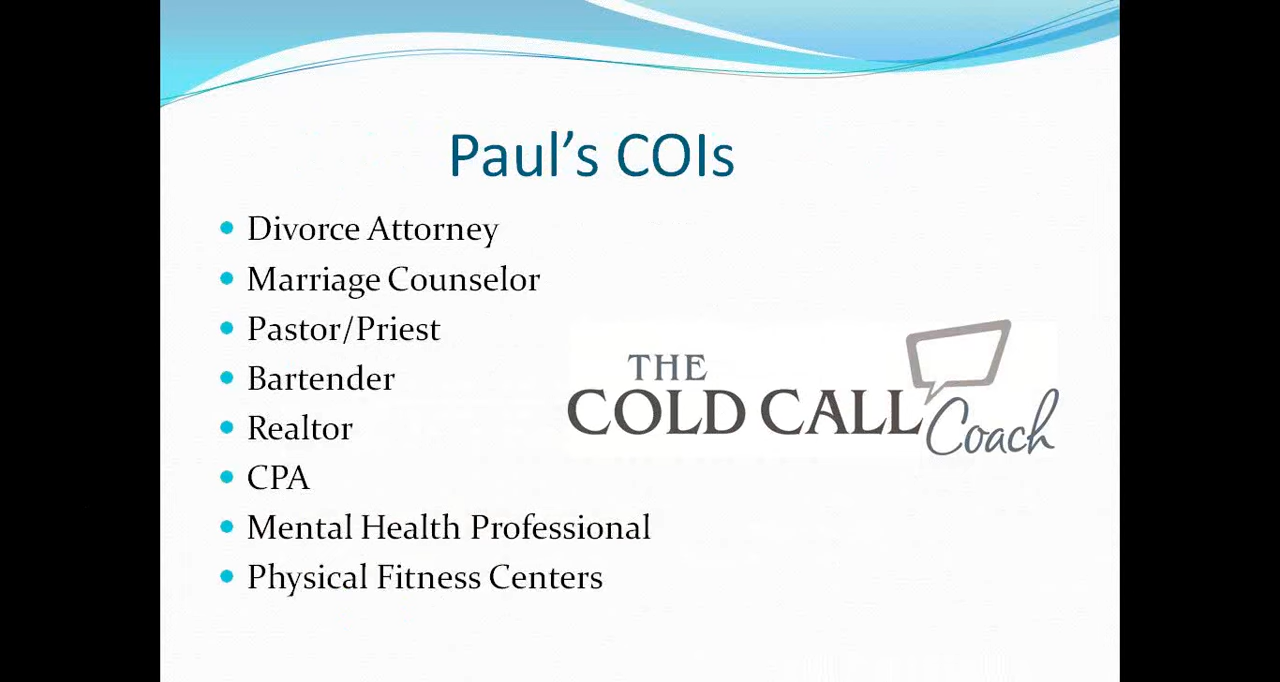 Paul’s COIs
Divorce Attorney
Marriage Counselor
Pastor/Priest
Bartender
Realtor
CPA
Mental Health Professional
Physical Fitness Centers
THE
COLD CALL
Coach